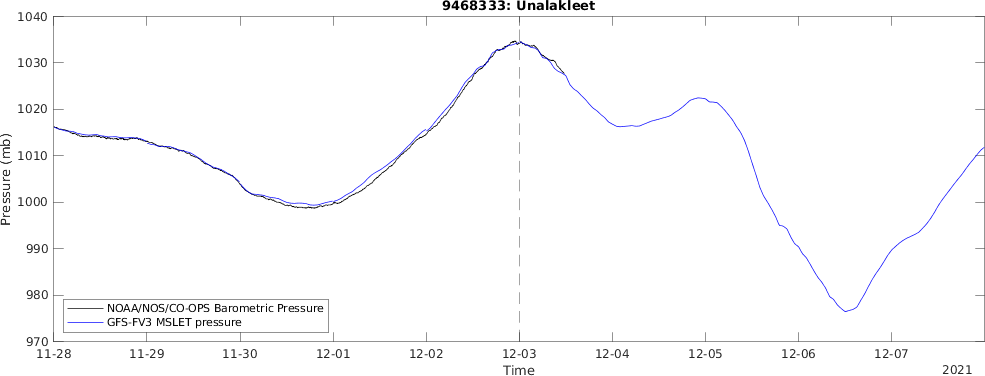 9468333: Unalakleet
1040
1030
1020
1010
1000
990
980
970
Pressure (mb)
NOAA/NOS/CO-OPS Barometric Pressure
GFS-FV3 MSLET pressure
11-28 11-29 11-30 12-01 12-02 12-03 12-04 12-05 12-06 12-07
Time
2021